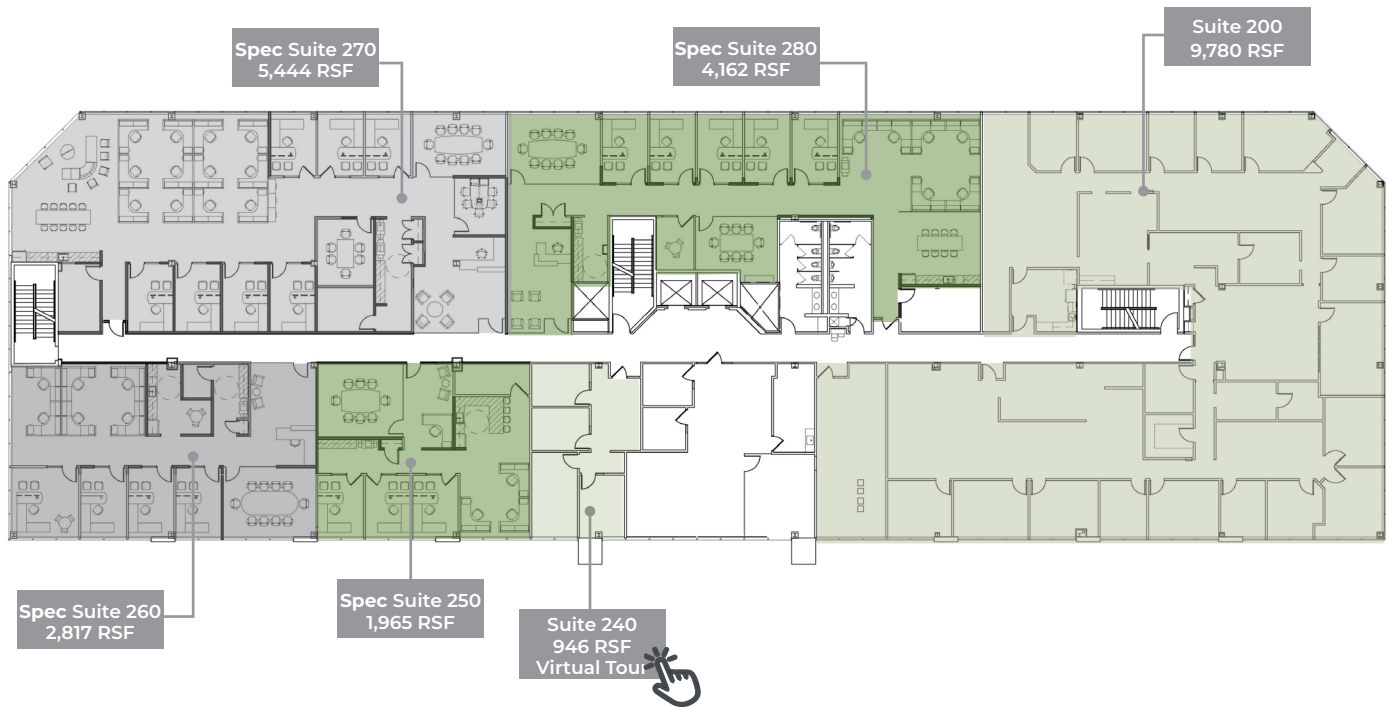 Suite 200
9,780 RSF
Spec Suite 270
5,444 RSF
Spec Suite 280
4,162 RSF
Spec Suite 260
2,817 RSF
Spec Suite 250
1,965 RSF
Suite 240
946 RSF
Virtual Tour